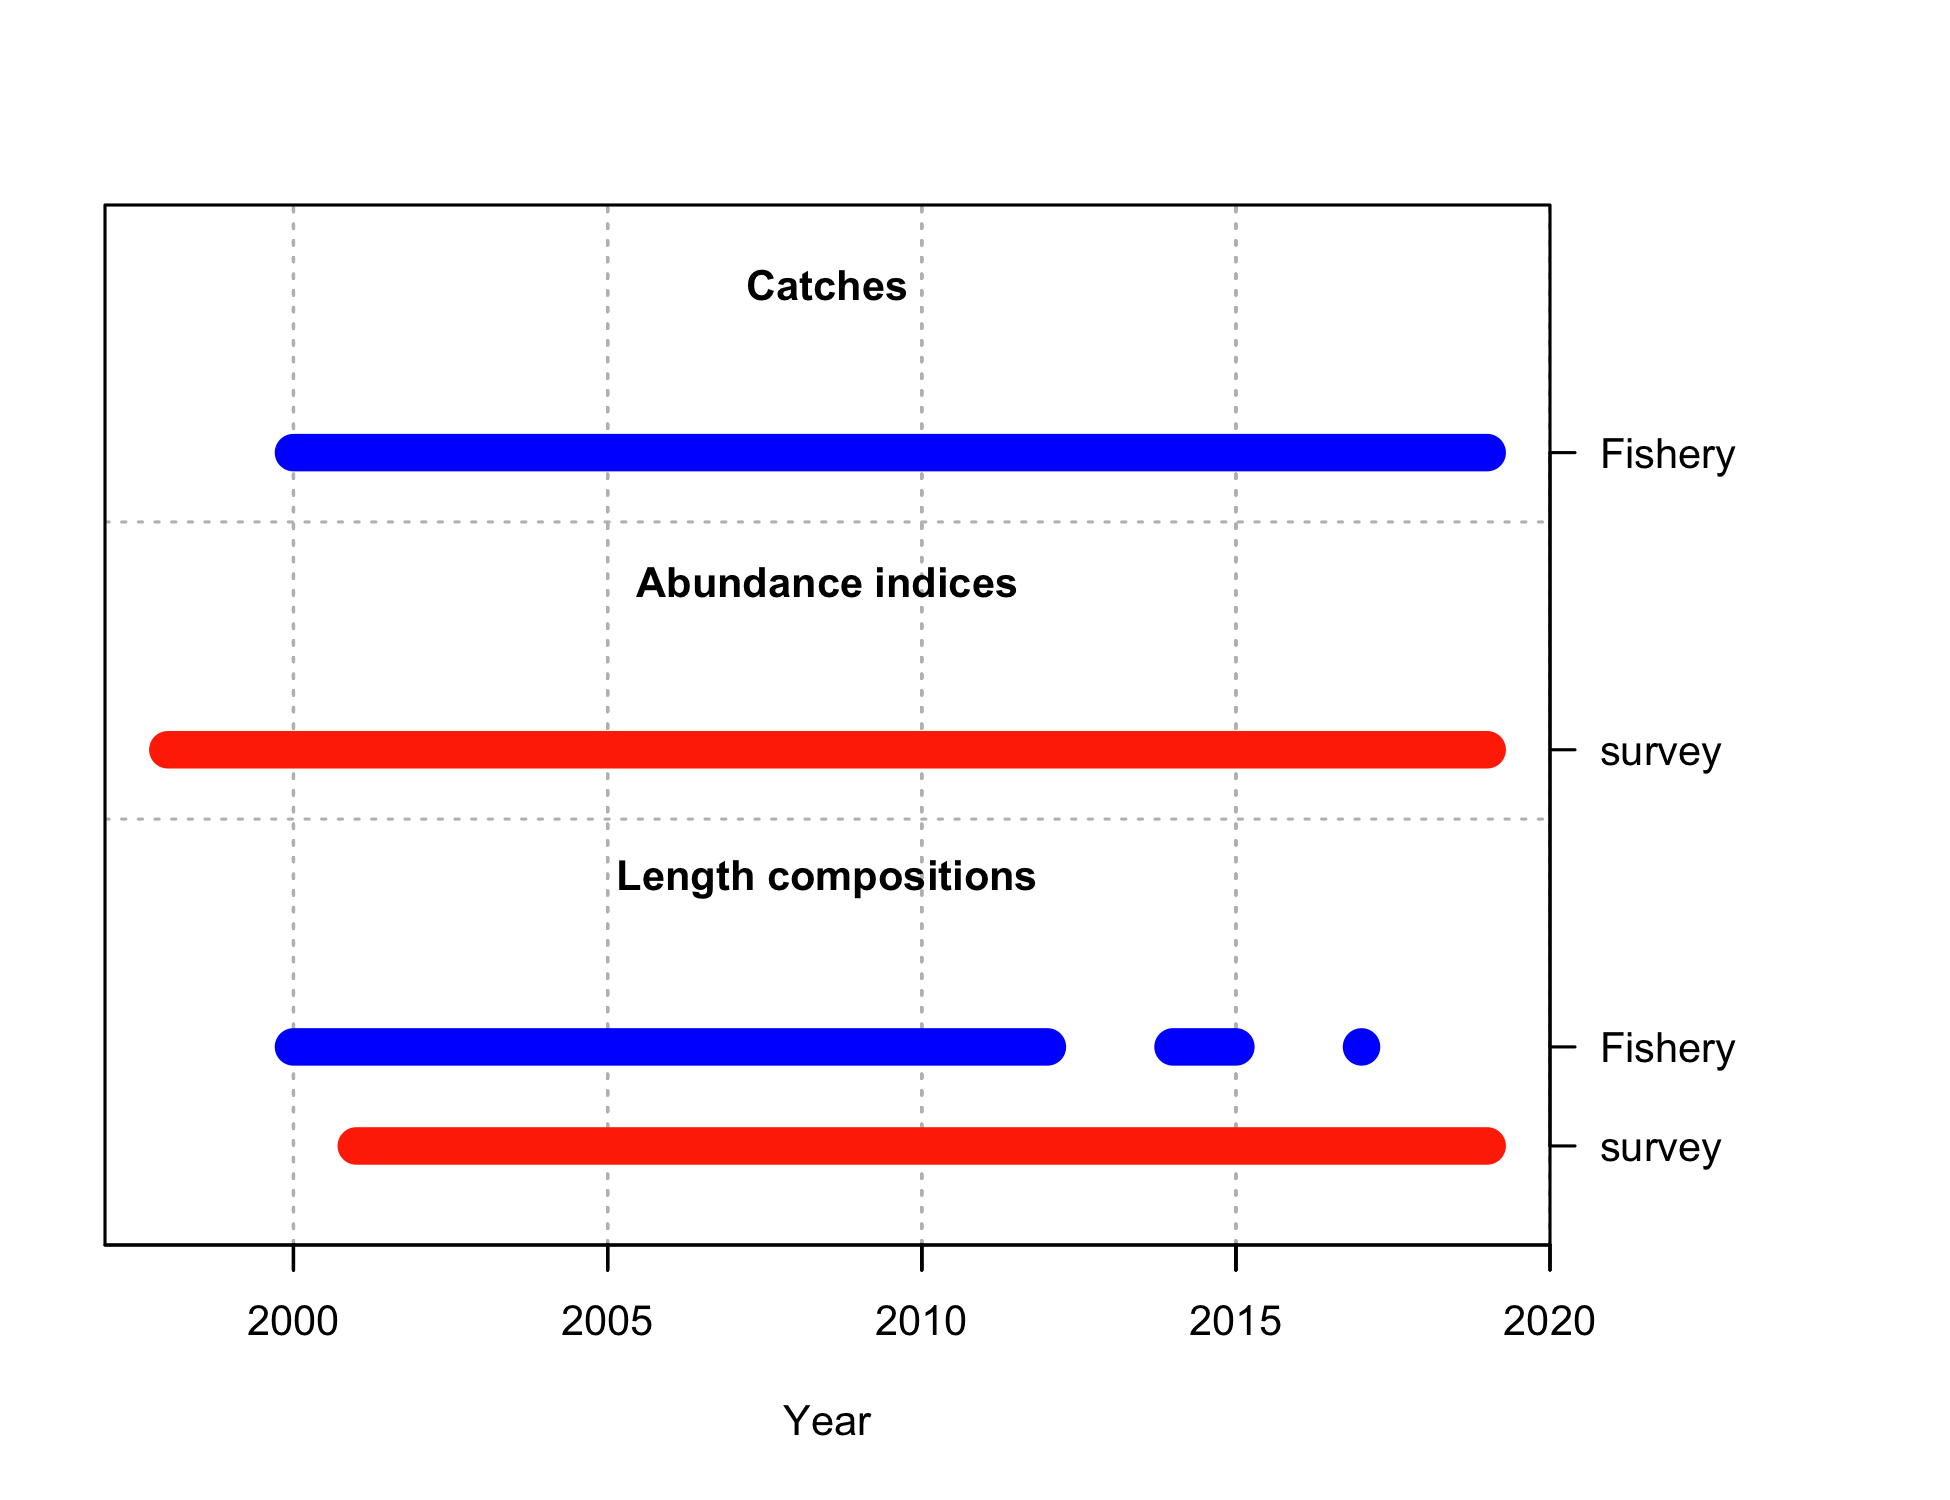 Catches
Fishery
Abundance indices
survey
Length compositions
Fishery
survey
2000 2005 2010 2015 2020
Year